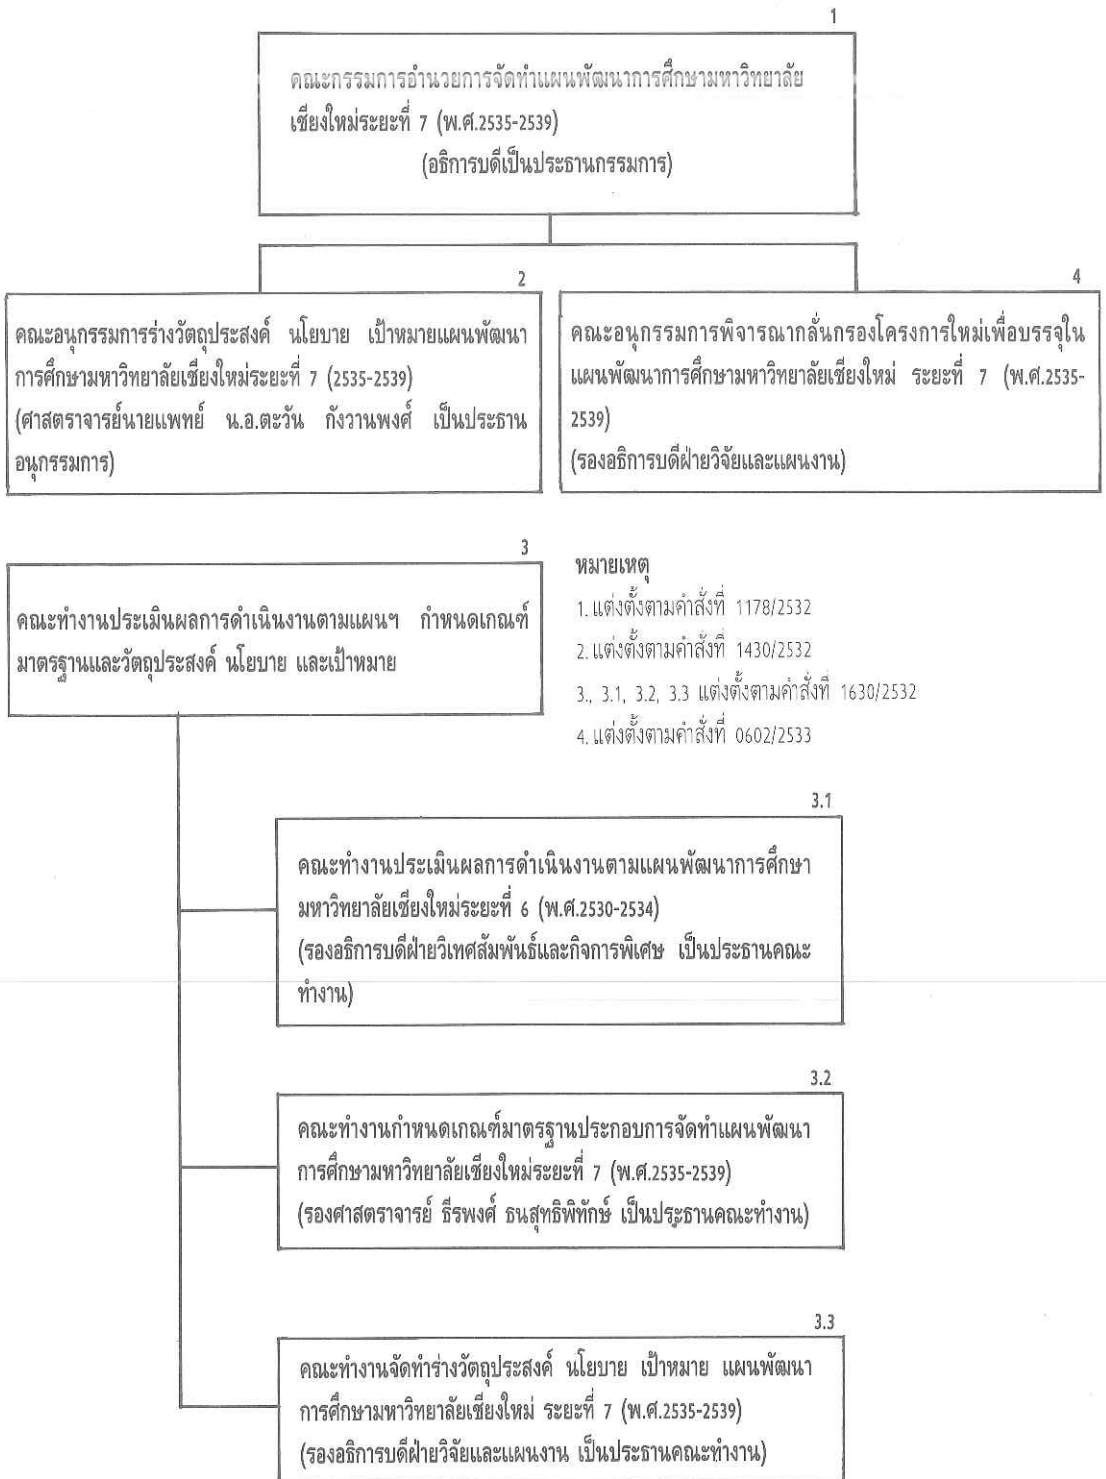 1
คณะกรรมการอำนวยการจัดทำแผนพัฒนาการศึกษามหาวิทยาลัย
เชียงใหม่ระยะที่ 7 (พ.ศ.2535-2539)
(อธิการบดีเป็นประธานกรรมการ)
2
คณะอนุกรรมการร่างวัตถุประสงค์ นโยบาย เป้าหมายแผนพัฒนา
การศึกษามหาวิทยาลัยเชียงใหม่ระยะที่ 7 (2535-2539)
(ศาสตราจารย์นายแพทย์ น.อ.ตะวัน กังวานพงศ์ เป็นประธาน
อนุกรรมการ)
4
คณะอนุกรรมการพิจารณากลั่นกรองโครงการใหม่เพื่อบรรจุใน
แผนพัฒนาการศึกษามหาวิทยาลัยเชียงใหม่ ระยะที่ 7 (พ.ศ.2535-
2539)
(รองอธิการบดีฝ่ายวิจัยและแผนงาน)
3
คณะทำงานประเมินผลการดำเนินงานตามแผนฯ กำหนดเกณฑ์
มาตรฐานและวัตถุประสงค์ นโยบาย และเป้าหมาย
หมายเหตุ
1. แต่งตั้งตามคำสั่งที่ 1178/2532
2. แต่งตั้งตามคำสั่งที่ 1430/2532
3., 3.1, 3.2, 3.3 แต่งตั้งตามคำสั่งที่ 1630/2532
4. แต่งตั้งตามคำสั่งที่ 0602/2533
3.1
คณะทำงานประเมินผลการดำเนินงานตามแผนพัฒนาการศึกษา
มหาวิทยาลัยเชียงใหม่ระยะที่ 6 (พ.ศ.2530-2534)
(รองอธิการบดีฝ่ายวิเทศสัมพันธ์และกิจการพิเศษ เป็นประธานคณะ
ทำงาน)
3.2
คณะทำงานกำหนดเกณฑ์มาตรฐานประกอบการจัดทำแผนพัฒนา
การศึกษามหาวิทยาลัยเชียงใหม่ระยะที่ 7 (พ.ศ.2535-2539)
(รองศาสตราจารย์ ธีรพงศ์ ธนสุทธิพิทักษ์ เป็นประธานคณะทำงาน)
3.3
คณะทำงานจัดทำร่างวัตถุประสงค์ นโยบาย เป้าหมาย แผนพัฒนา
การศึกษามหาวิทยาลัยเชียงใหม่ ระยะที่ 7 (พ.ศ.2535-2539)
(รองอธิการบดีฝ่ายวิจัยและแผนงาน เป็นประธานคณะทำงาน)